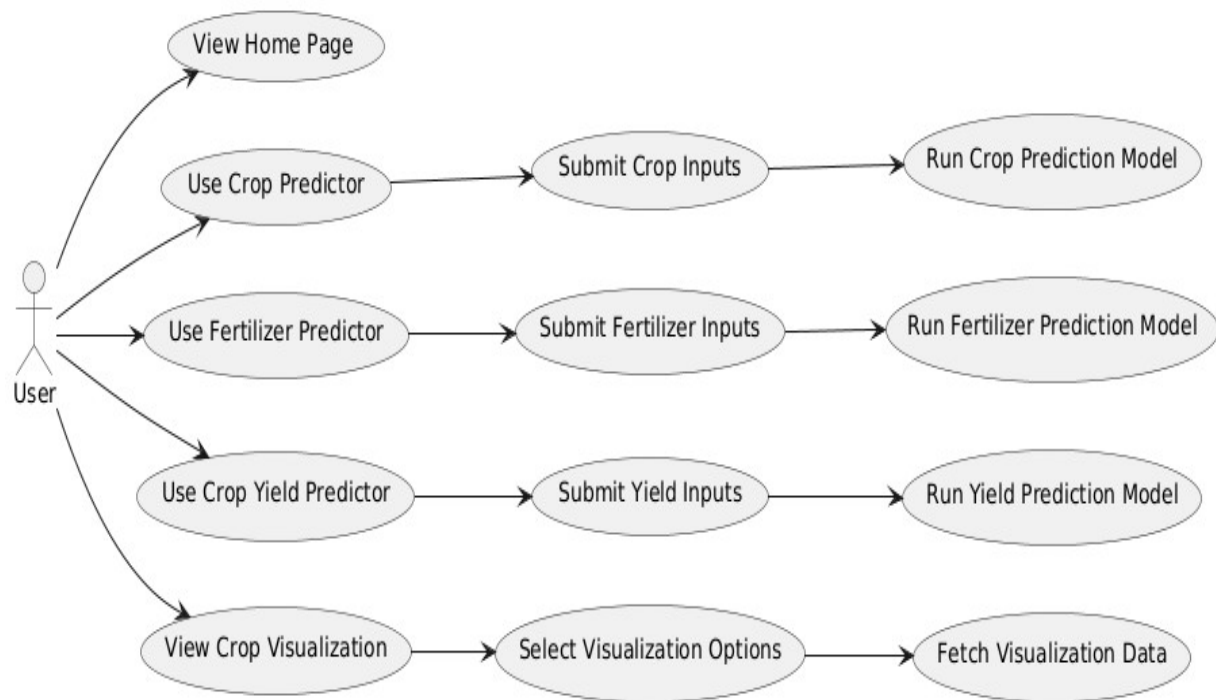 View Home Page
Use Crop Predictor
Submit Crop Inputs
Run Crop Prediction Model
Use Fertilizer Predictor
Submit Fertilizer Inputs
Run Fertilizer Prediction Model
User
Use Crop Yield Predictor
Submit Yield Inputs
Run Yield Prediction Model
View Crop Visualization
Select Visualization Options
Fetch Visualization Data